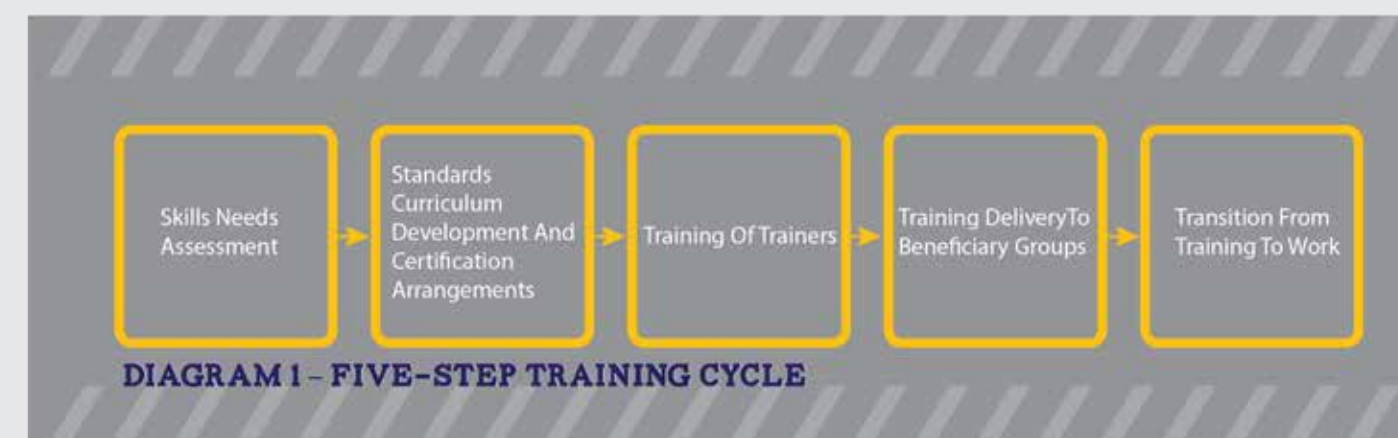 Skills Needs
Assessment
Standards
Curriculum
Development And
Certification
Arrangements
Training Of Trainers
Training DeliveryTo
Beneficiary Groups
Transition From
Training To Work
DIAGRAM 1 – FIVE-STEP TRAINING CYCLE